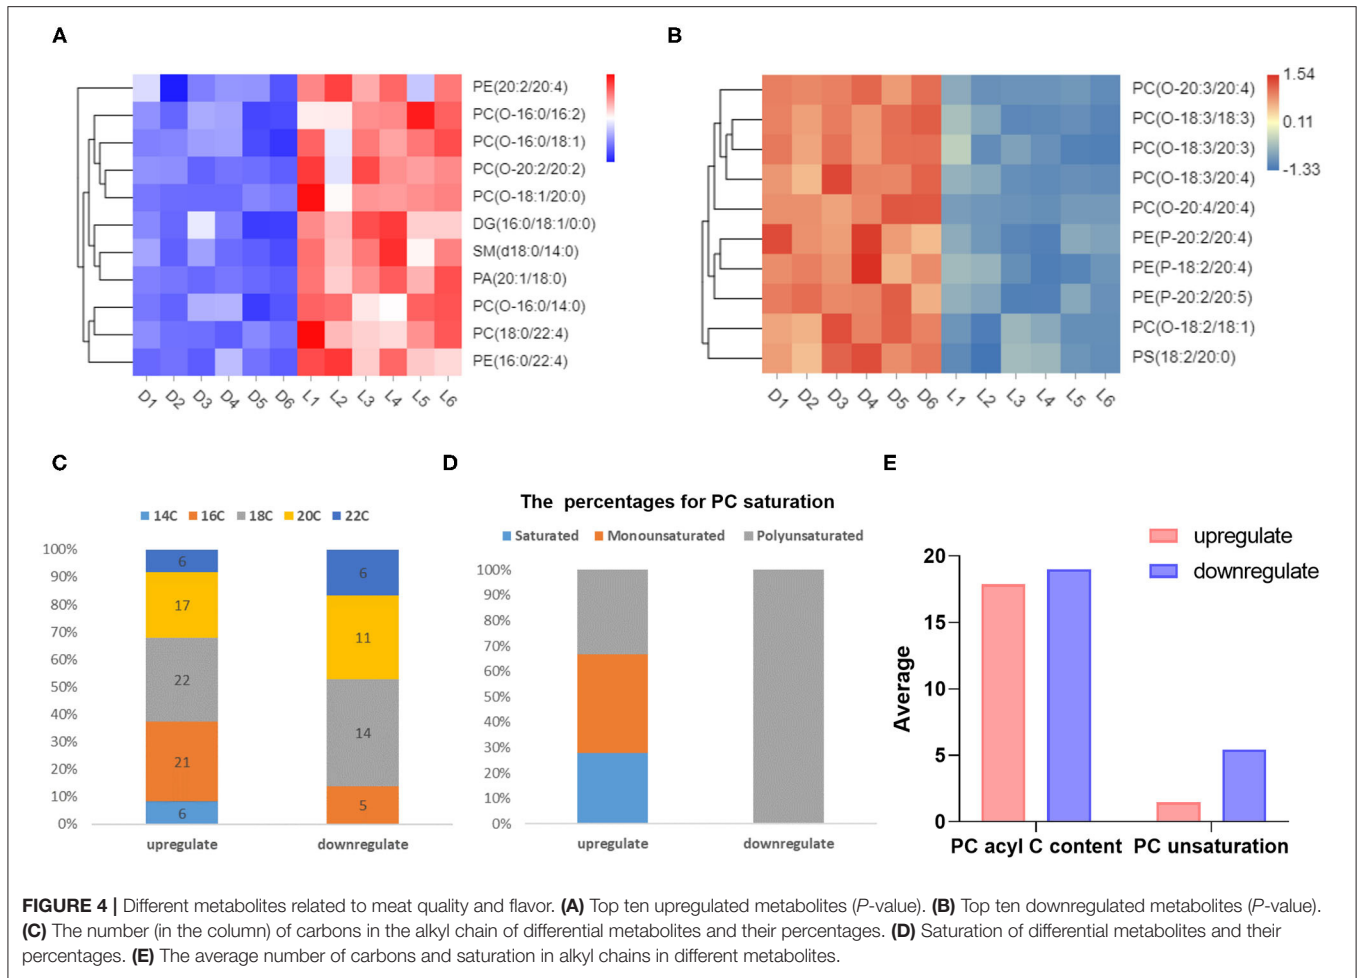 A
PE(20:2/20:4)
PC(O-16:0/16:2)
PC(O-16:0/18:1)
PC(O-20:2/20:2)
PC(O-18:1/20:0)
DG(16:0/18:1/0:0)
SM(d18:0/14:0)
PA(20:1/18:0)
PC(O-16:0/14:0)
PC(18:0/22:4)
PE(16:0/22:4)
D1 D2 D3 D4 D5 D6 L1 L2 L3 L4 L5 L6
B
PC(O-20:3/20:4)
PC(O-18:3/18:3)
PC(O-18:3/20:3)
PC(O-18:3/20:4)
PC(O-20:4/20:4)
PE(P-20:2/20:4)
PE(P-18:2/20:4)
PE(P-20:2/20:5)
PC(O-18:2/18:1)
PS(18:2/20:0)
1.54
0.11
-1.33
D1 D2 D3 D4 D5 D6 L1 L2 L3 L4 L5 L6
C
14C 16C 18C 20C 22C
100%
90%
80%
70%
60%
50%
40%
30%
20%
10%
0%
6
17
22
21
6
6
11
14
5
upregulate downregulate
D
The percentages for PC saturation
Saturated Monounsaturated Polyunsaturated
100%
90%
80%
70%
60%
50%
40%
30%
20%
10%
0%
upregulate downregulate
E
upregulate
downregulate
Average
20
15
10
5
0
PC acyl C content PC unsaturation
FIGURE 4 | Different metabolites related to meat quality and flavor. (A) Top ten upregulated metabolites (P-value). (B) Top ten downregulated metabolites (P-value).
(C) The number (in the column) of carbons in the alkyl chain of differential metabolites and their percentages. (D) Saturation of differential metabolites and their
percentages. (E) The average number of carbons and saturation in alkyl chains in different metabolites.